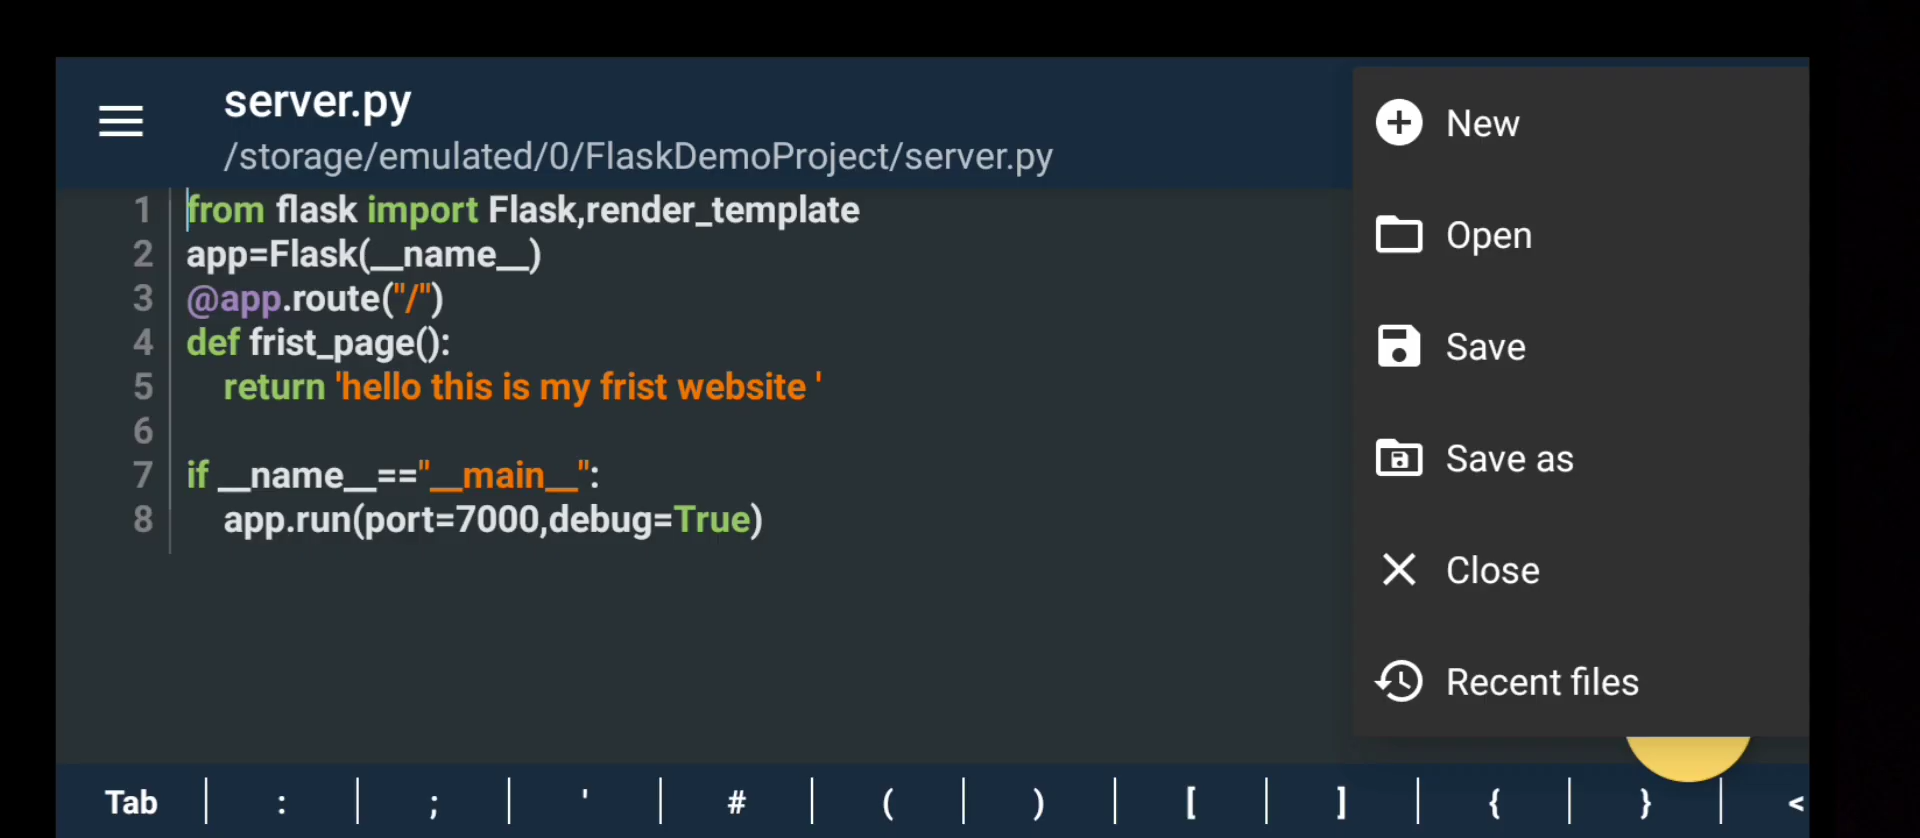 server.py
/storage/emulated/0/FlaskDemoProject/server.py
1 from flask import Flask,render_template
2 app=Flask(__name__)
3 @app.route("/")
4 def frist_page():
5 return 'hello this is my frist website '
6
7 if __name__=="__main__":
8 app.run(port=7000,debug=True)
New
Open
Save
Save as
Close
Recent files
Tab : ; ' # ( ) [ ] { } <